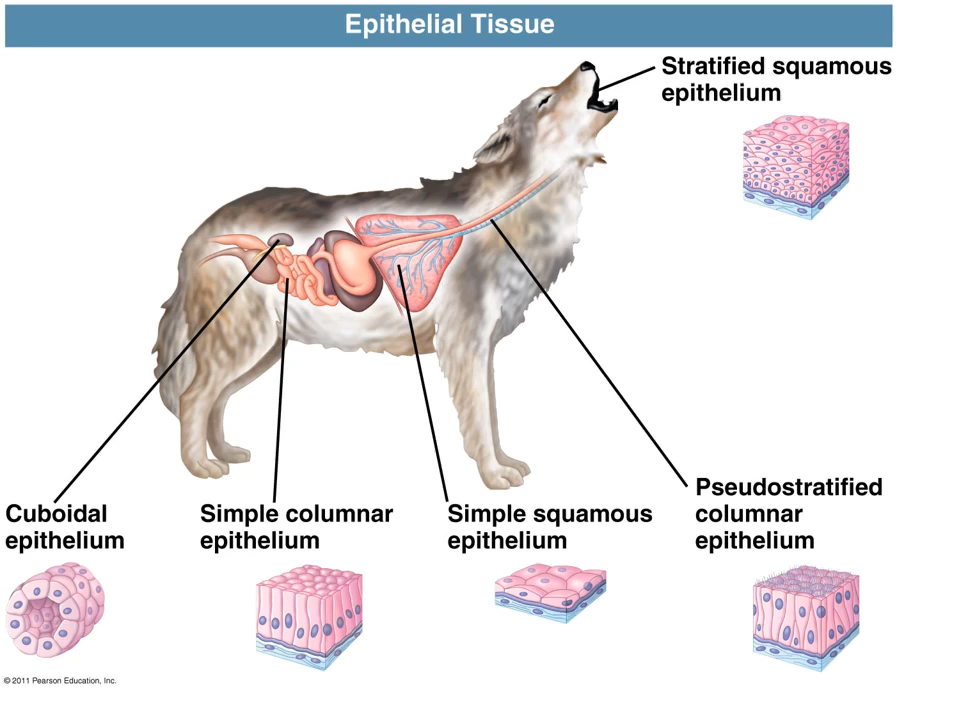 Epithelial Tissue
Stratified squamous
epithelium
Cuboidal
epithelium
Simple columnar
epithelium
Simple squamous
epithelium
Pseudostratified
columnar
epithelium
© 2011 Pearson Education, Inc.